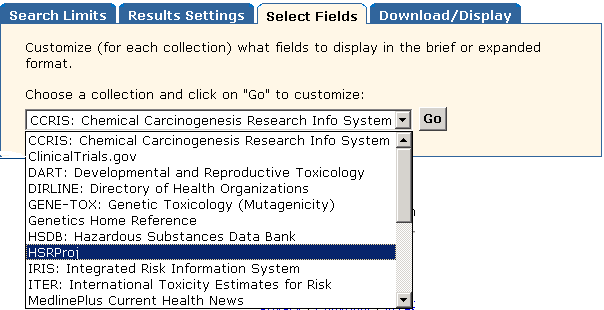 Search Limits Results Settings Select Fields Download/Display
Customize (for each collection) what fields to display in the brief or expanded
format.
Choose a collection and click on "Go" to customize:
CCRIS: Chemical Carcinogenesis Research Info System Go
CCRIS: Chemical Carcinogenesis Research Info System
ClinicalTrials.gov
DART: Developmental and Reproductive Toxicology
DIRLINE: Directory of Health Organizations
GENE-TOX: Genetic Toxicology (Mutagenicity)
Genetics Home Reference
HSDB: Hazardous Substances Data Bank
HSRProj
IRIS: Integrated Risk Information System
ITER: International Toxicity Estimates for Risk
MedlinePlus Current Health News